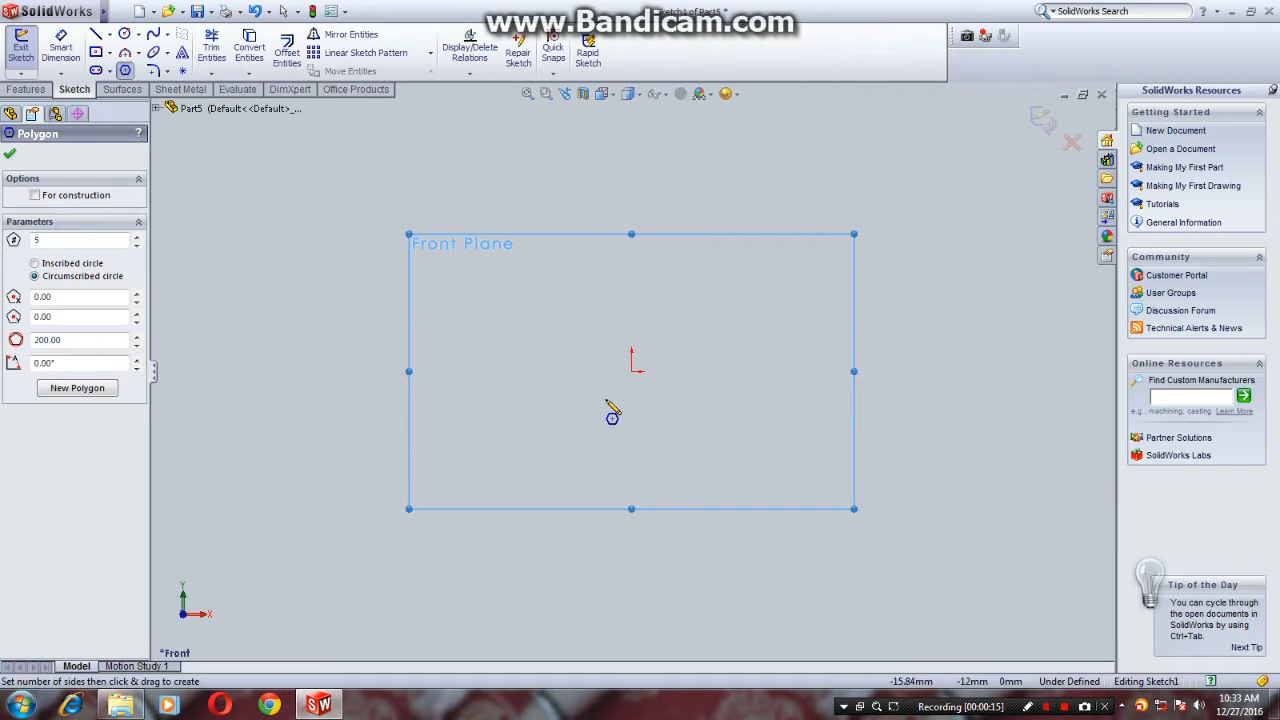 SolidWorks
Sketch1 of Part5 *
www.Bandicam.com
SolidWorks Search
Exit Sketch
Smart Dimension
Trim Entities
Convert Entities
Offset Entities
Mirror Entities
Linear Sketch Pattern
Move Entities
Display/Delete Relations
Repair Sketch
Quick Snaps
Rapid Sketch
Features
Sketch
Surfaces
Sheet Metal
Evaluate
DimXpert
Office Products
Part5 (Default<<Default>_...
Polygon
?
Options
For construction
Parameters
5
Inscribed circle
Circumscribed circle
0.00
0.00
200.00
0.00°
New Polygon
Front Plane
Y
X
*Front
SolidWorks Resources
Getting Started
New Document
Open a Document
Making My First Part
Making My First Drawing
Tutorials
General Information
Community
Customer Portal
User Groups
Discussion Forum
Technical Alerts & News
Online Resources
Find Custom Manufacturers
e.g., machining, casting. Learn More
Partner Solutions
SolidWorks Labs
Tip of the Day
You can cycle through
the open documents in
SolidWorks by using
Ctrl+Tab.
Next Tip
Model
Motion Study 1
Set number of sides then click & drag to create
-15.84mm
-12mm
0mm
Under Defined
Editing Sketch1
Recording [00:00:15]
10:33 AM
12/27/2016